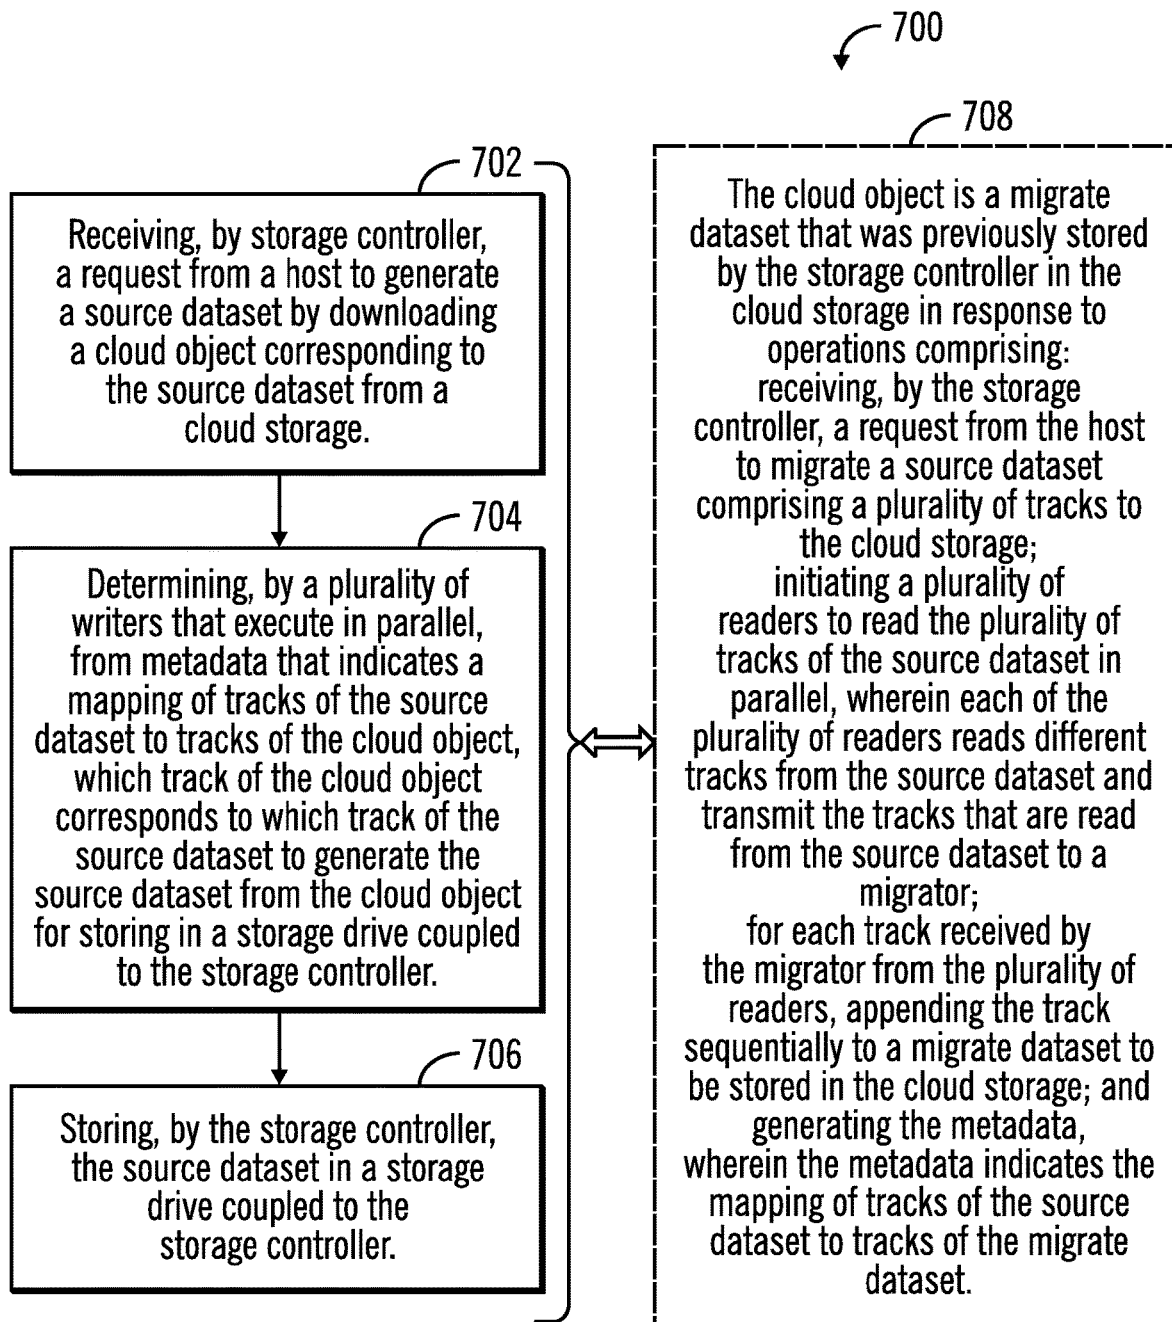 700
702
Receiving, by storage controller,
a request from a host to generate
a source dataset by downloading
a cloud object corresponding to
the source dataset from a
cloud storage.
704
Determining, by a plurality of
writers that execute in parallel,
from metadata that indicates a
mapping of tracks of the source
dataset to tracks of the cloud object,
which track of the cloud object
corresponds to which track of the
source dataset to generate the
source dataset from the cloud object
for storing in a storage drive coupled
to the storage controller.
706
Storing, by the storage controller,
the source dataset in a storage
drive coupled to the
storage controller.
708
The cloud object is a migrate
dataset that was previously stored
by the storage controller in the
cloud storage in response to
operations comprising:
receiving, by the storage
controller, a request from the host
to migrate a source dataset
comprising a plurality of tracks to
the cloud storage;
initiating a plurality of
readers to read the plurality of
tracks of the source dataset in
parallel, wherein each of the
plurality of readers reads different
tracks from the source dataset and
transmit the tracks that are read
from the source dataset to a
migrator;
for each track received by
the migrator from the plurality of
readers, appending the track
sequentially to a migrate dataset to
be stored in the cloud storage; and
generating the metadata,
wherein the metadata indicates the
mapping of tracks of the source
dataset to tracks of the migrate
dataset.